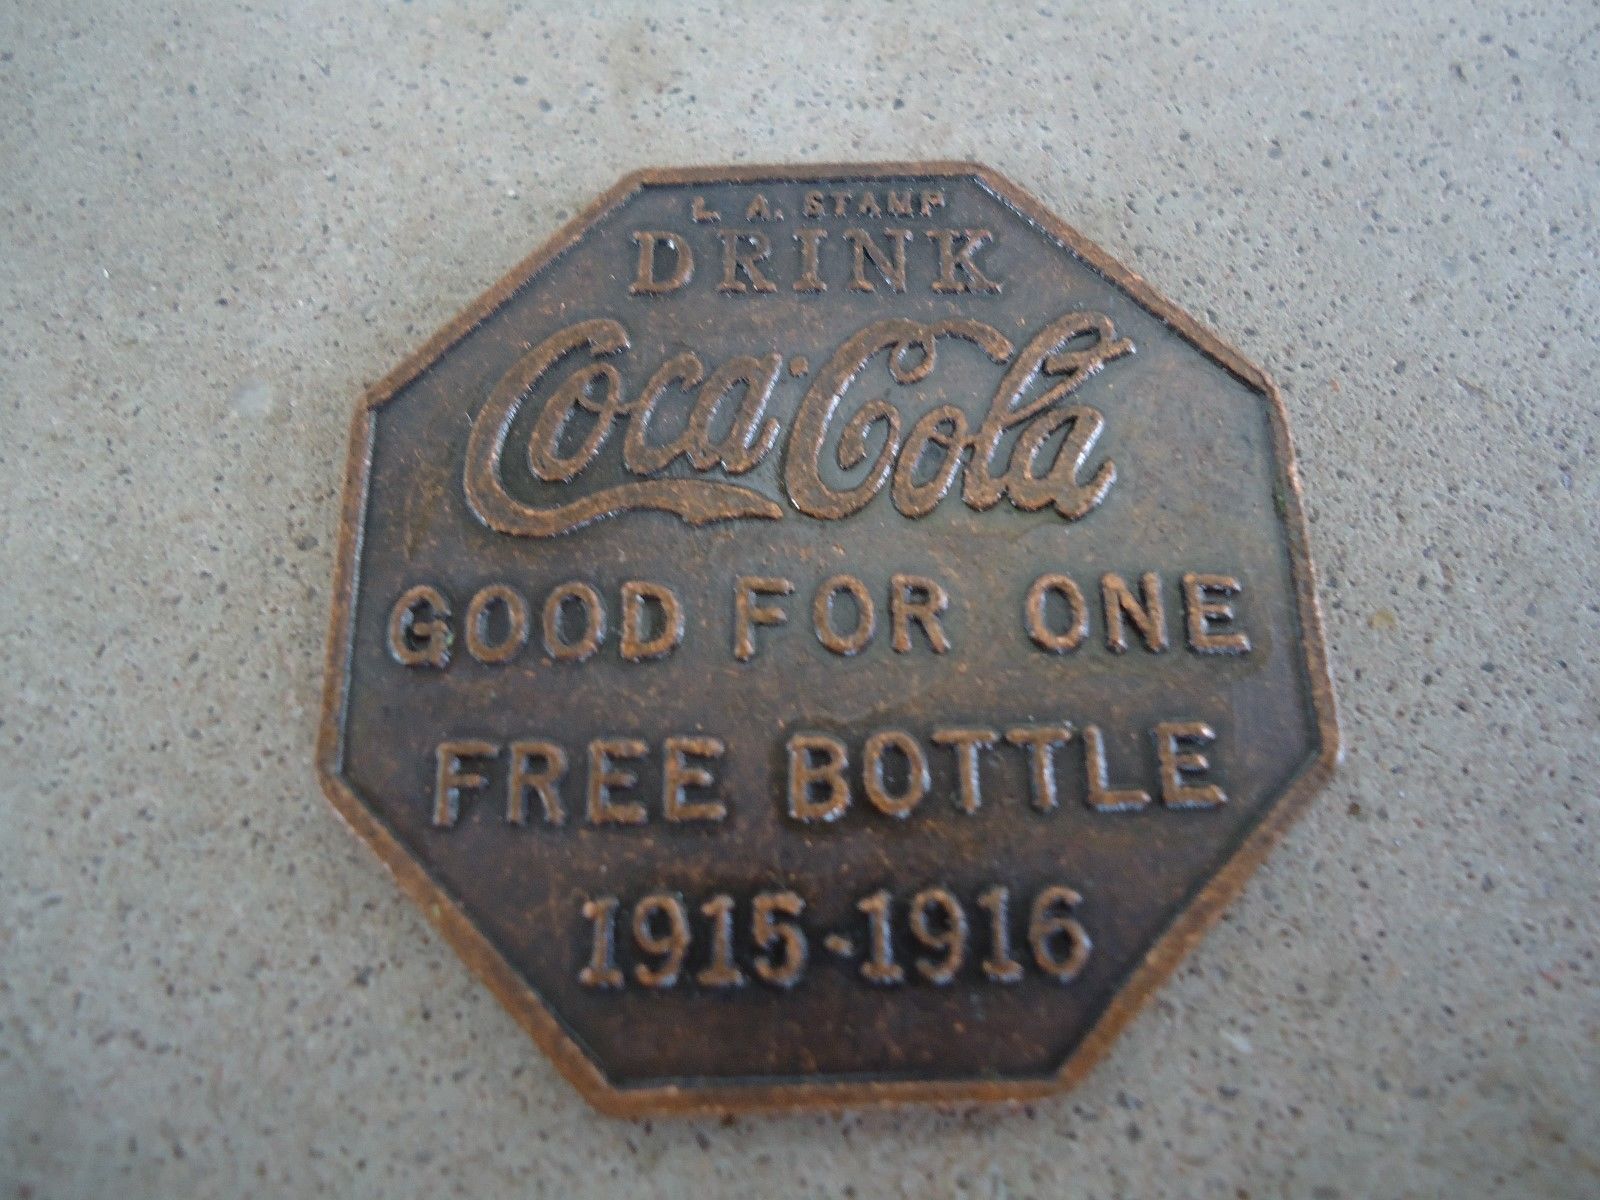 L. A. STAMP
DRINK
Coca-Cola
GOOD FOR ONE
FREE BOTTLE
1915-1916